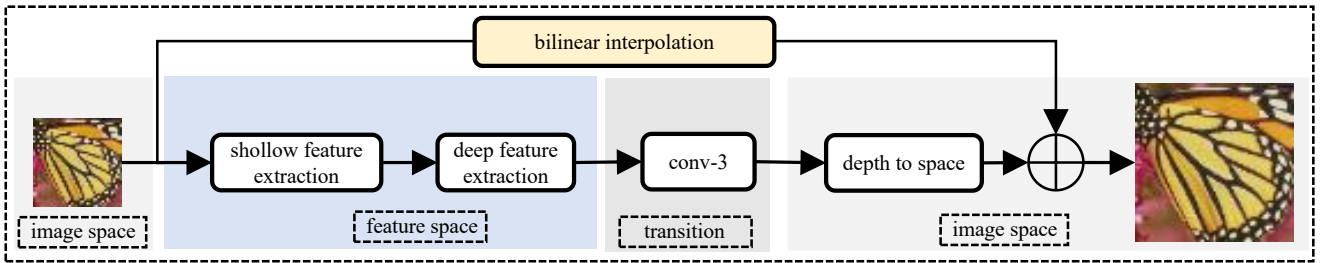 bilinear interpolation
shollow feature
extraction
deep feature
extraction
conv-3
depth to space
image space
feature space
transition
image space